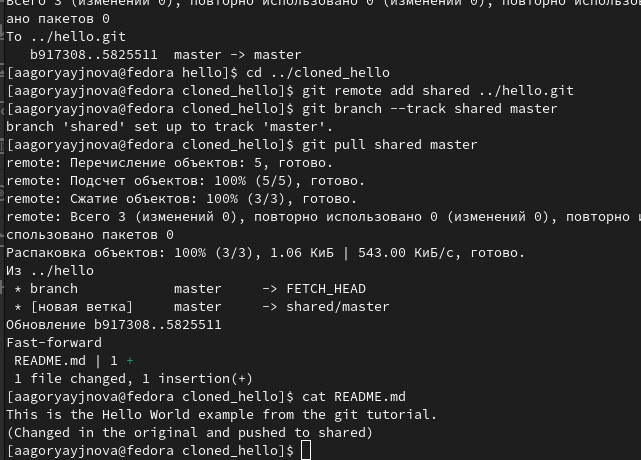 Всего 3 (изменений 0), повторно использовано 0 (изменений 0), повторно использов
ано пакетов 0
To ../hello.git
   b917308..5825511  master -> master
[aagoryayjnova@fedora hello]$ cd ../cloned_hello
[aagoryayjnova@fedora cloned_hello]$ git remote add shared ../hello.git
[aagoryayjnova@fedora cloned_hello]$ git branch --track shared master
branch 'shared' set up to track 'master'.
[aagoryayjnova@fedora cloned_hello]$ git pull shared master
remote: Перечисление объектов: 5, готово.
remote: Подсчет объектов: 100% (5/5), готово.
remote: Сжатие объектов: 100% (3/3), готово.
remote: Всего 3 (изменений 0), повторно использовано 0 (изменений 0), повторно и
спользовано пакетов 0
Распаковка объектов: 100% (3/3), 1.06 КиБ | 543.00 КиБ/с, готово.
Из ../hello
 * branch            master     -> FETCH_HEAD
 * [новая ветка]     master     -> shared/master
Обновление b917308..5825511
Fast-forward
 README.md | 1 +
 1 file changed, 1 insertion(+)
[aagoryayjnova@fedora cloned_hello]$ cat README.md
This is the Hello World example from the git tutorial.
(Changed in the original and pushed to shared)
[aagoryayjnova@fedora cloned_hello]$